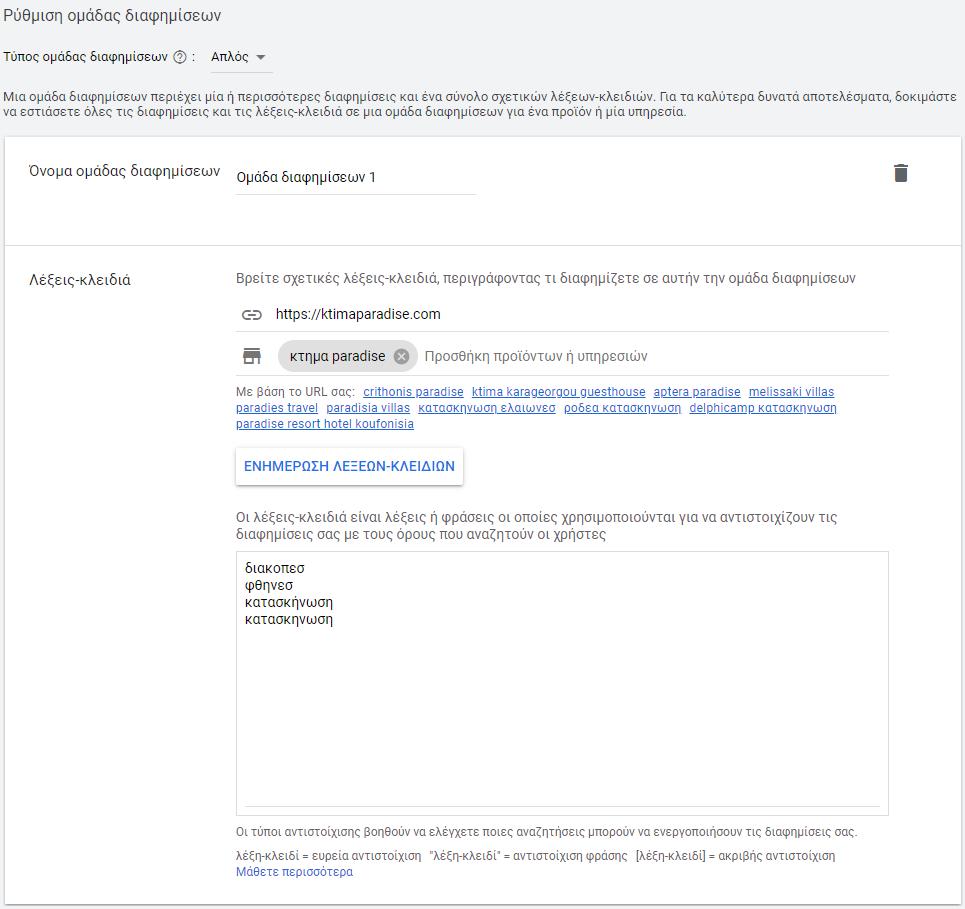 Ρύθμιση ομάδας διαφημίσεων
Τύπος ομάδας διαφημίσεων ? : Απλός
Μια ομάδα διαφημίσεων περιέχει μία ή περισσότερες διαφημίσεις και ένα σύνολο σχετικών λέξεων-κλειδιών. Για τα καλύτερα δυνατά αποτελέσματα, δοκιμάστε
να εστιάσετε όλες τις διαφημίσεις και τις λέξεις-κλειδιά σε μια ομάδα διαφημίσεων για ένα προϊόν ή μία υπηρεσία.
Όνομα ομάδας διαφημίσεων Ομάδα διαφημίσεων 1
Λέξεις-κλειδιά Βρείτε σχετικές λέξεις-κλειδιά, περιγράφοντας τι διαφημίζετε σε αυτήν την ομάδα διαφημίσεων
https://ktimaparadise.com
κτημα paradise Προσθήκη προϊόντων ή υπηρεσιών
Με βάση το URL σας: crithonis paradise ktima karageorgou guesthouse aptera paradise melissaki villas
paradies travel paradisia villas κατασκηνωση ελαιωνεσ ροδεα κατασκηνωση delphicamp κατασκηνωση
paradise resort hotel koufonisia
ΕΝΗΜΕΡΩΣΗ ΛΕΞΕΩΝ-ΚΛΕΙΔΙΩΝ
Οι λέξεις-κλειδιά είναι λέξεις ή φράσεις οι οποίες χρησιμοποιούνται για να αντιστοιχίζουν τις
διαφημίσεις σας με τους όρους που αναζητούν οι χρήστες
διακοπεσ
φθηνεσ
κατασκήνωση
κατασκηνωση
Οι τύποι αντιστοίχισης βοηθούν να ελέγχετε ποιες αναζητήσεις μπορούν να ενεργοποιήσουν τις διαφημίσεις σας.
λέξη-κλειδί = ευρεία αντιστοίχιση "λέξη-κλειδί" = αντιστοίχιση φράσης [λέξη-κλειδί] = ακριβής αντιστοίχιση
Μάθετε περισσότερα